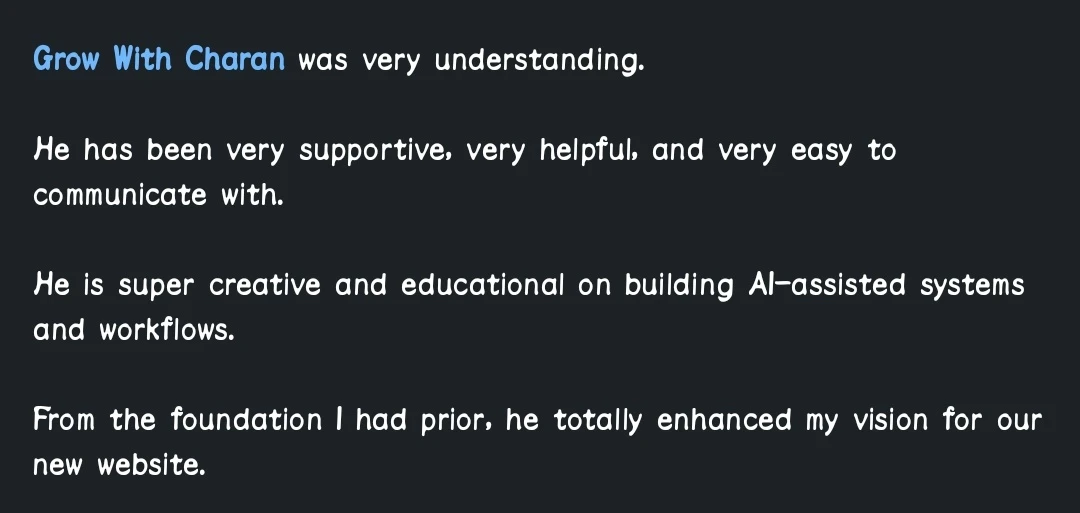 Grow With Charan was very understanding.
He has been very supportive, very helpful, and very easy to
communicate with.
He is super creative and educational on building AI-assisted systems
and workflows.
From the foundation I had prior, he totally enhanced my vision for our
new website.